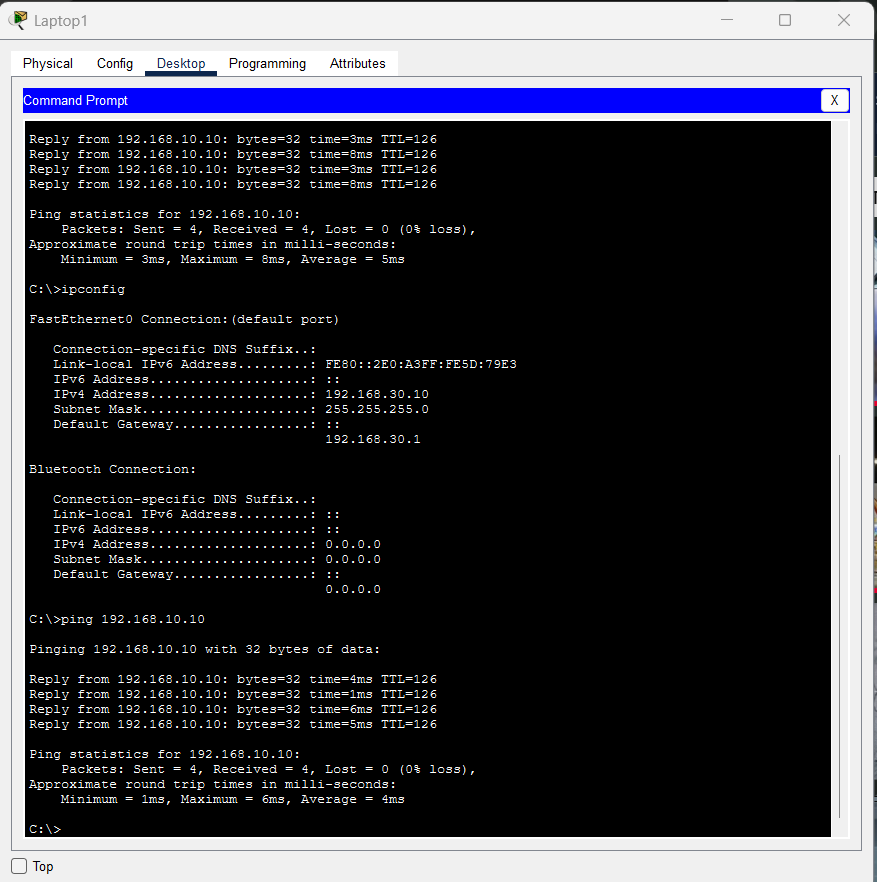 Laptop1
Physical Config Desktop Programming Attributes
Command Prompt X
Reply from 192.168.10.10: bytes=32 time=3ms TTL=126
Reply from 192.168.10.10: bytes=32 time=8ms TTL=126
Reply from 192.168.10.10: bytes=32 time=3ms TTL=126
Reply from 192.168.10.10: bytes=32 time=8ms TTL=126
Ping statistics for 192.168.10.10:
Packets: Sent = 4, Received = 4, Lost = 0 (0% loss),
Approximate round trip times in milli-seconds:
Minimum = 3ms, Maximum = 8ms, Average = 5ms
C:\>ipconfig
FastEthernet0 Connection:(default port)
Connection-specific DNS Suffix..:
Link-local IPv6 Address.........: FE80::2E0:A3FF:FE5D:79E3
IPv6 Address....................: ::
IPv4 Address....................: 192.168.30.10
Subnet Mask.....................: 255.255.255.0
Default Gateway.................: ::
192.168.30.1
Bluetooth Connection:
Connection-specific DNS Suffix..:
Link-local IPv6 Address.........: ::
IPv6 Address....................: ::
IPv4 Address....................: 0.0.0.0
Subnet Mask.....................: 0.0.0.0
Default Gateway.................: ::
0.0.0.0
C:\>ping 192.168.10.10
Pinging 192.168.10.10 with 32 bytes of data:
Reply from 192.168.10.10: bytes=32 time=4ms TTL=126
Reply from 192.168.10.10: bytes=32 time=1ms TTL=126
Reply from 192.168.10.10: bytes=32 time=6ms TTL=126
Reply from 192.168.10.10: bytes=32 time=5ms TTL=126
Ping statistics for 192.168.10.10:
Packets: Sent = 4, Received = 4, Lost = 0 (0% loss),
Approximate round trip times in milli-seconds:
Minimum = 1ms, Maximum = 6ms, Average = 4ms
C:\>
Top